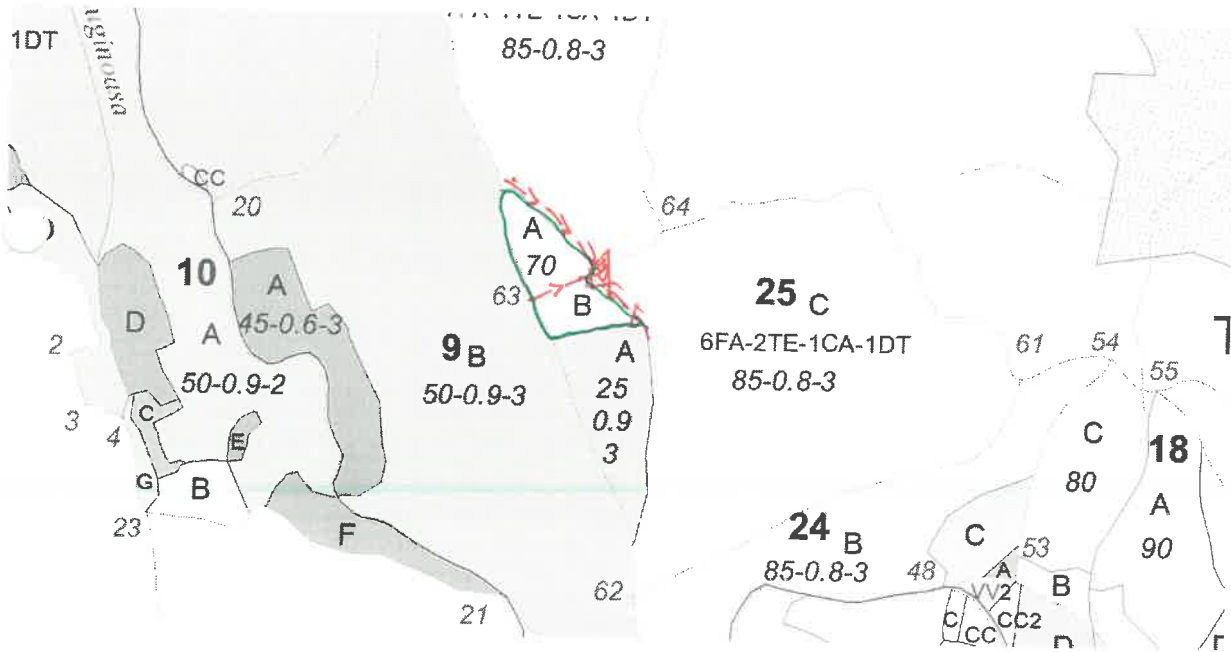 1DT
uginoasa
85-0.8-3
CC
20
64
10
A
45-0.6-3
D
A
50-0.9-2
A
70
63
B
9 B
50-0.9-3
A
25
0.9
3
25 C
6FA-2TE-1CA-1DT
85-0.8-3
61
54
55
2
3
4
C
E
G
B
23
F
21
62
C
80
18
A
90
24 B
85-0.8-3
48
C
53
A
VV2
B
C
CC
CC2
D